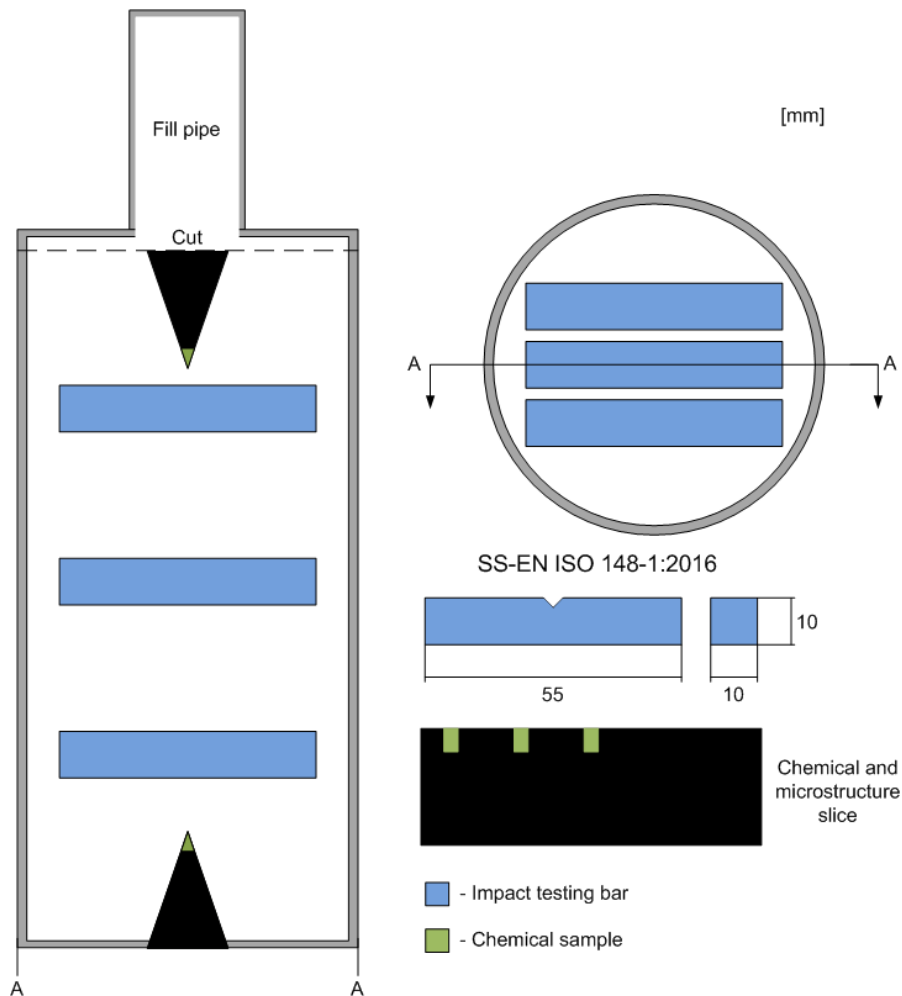 Fill pipe
[mm]
Cut
A
A
SS-EN ISO 148-1:2016
10
55
10
Chemical and
microstructure
slice
- Impact testing bar
- Chemical sample
A
A